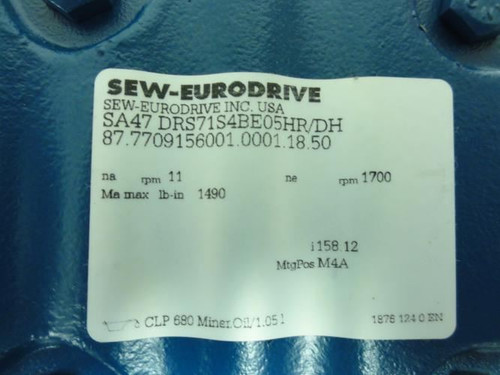 SEW-EURODRIVE
SEW-EURODRIVE INC. USA
SA47 DRS71S4BE05HR/DH
87.7709156001.0001.18.50
na rpm 11 ne rpm 1700
Ma max lb-in 1490
i 158.12
MtgPos M4A
CLP 680 Miner.Oil/1.05 l
1876 124 0 EN